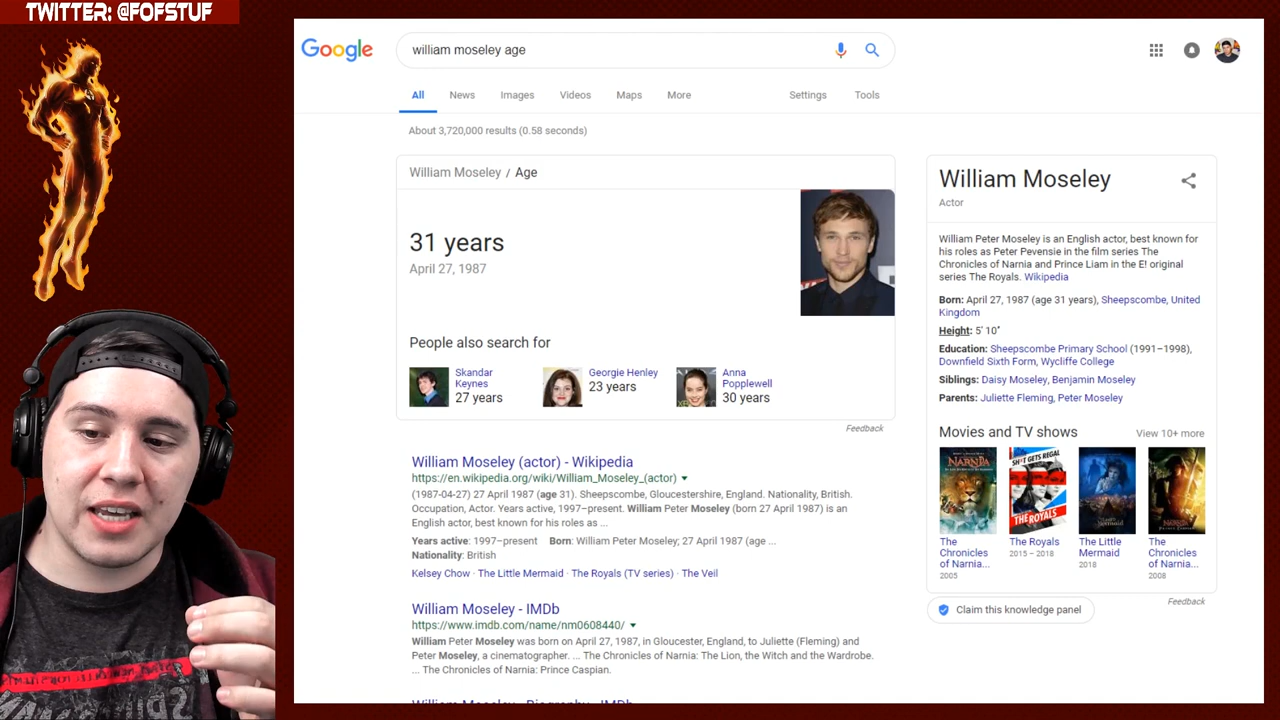 TWITTER: @FOFSTUF
Google
william moseley age
All
News
Images
Videos
Maps
More
Settings
Tools
About 3,720,000 results (0.58 seconds)
William Moseley / Age
31 years
April 27, 1987
People also search for
Skandar
Keynes
27 years
Georgie Henley
23 years
Anna
Popplewell
30 years
Feedback
William Moseley (actor) - Wikipedia
https://en.wikipedia.org/wiki/William_Moseley_(actor)
(1987-04-27) 27 April 1987 (age 31). Sheepscombe, Gloucestershire, England. Nationality, British.
Occupation, Actor. Years active, 1997–present. William Peter Moseley (born 27 April 1987) is an
English actor, best known for his roles as ...
Years active: 1997–present Born: William Peter Moseley; 27 April 1987 (age ...
Nationality: British
Kelsey Chow · The Little Mermaid · The Royals (TV series) · The Veil
William Moseley - IMDb
https://www.imdb.com/name/nm0608440/
William Peter Moseley was born on April 27, 1987, in Gloucester, England, to Juliette (Fleming) and
Peter Moseley, a cinematographer. ... The Chronicles of Narnia: The Lion, the Witch and the Wardrobe.
... The Chronicles of Narnia: Prince Caspian.
William Moseley - Biography - IMDb
William Moseley
Actor
William Peter Moseley is an English actor, best known for
his roles as Peter Pevensie in the film series The
Chronicles of Narnia and Prince Liam in the E! original
series The Royals. Wikipedia
Born: April 27, 1987 (age 31 years), Sheepscombe, United
Kingdom
Height: 5′ 10″
Education: Sheepscombe Primary School (1991–1998),
Downfield Sixth Form, Wycliffe College
Siblings: Daisy Moseley, Benjamin Moseley
Parents: Juliette Fleming, Peter Moseley
Movies and TV shows
View 10+ more
NARNIA
SH*T GETS REGAL
THE ROYALS
The
Chronicles
of Narnia...
2005
The Royals
2015 – 2018
The Little
Mermaid
2018
The
Chronicles
of Narnia...
2008
Feedback
Claim this knowledge panel